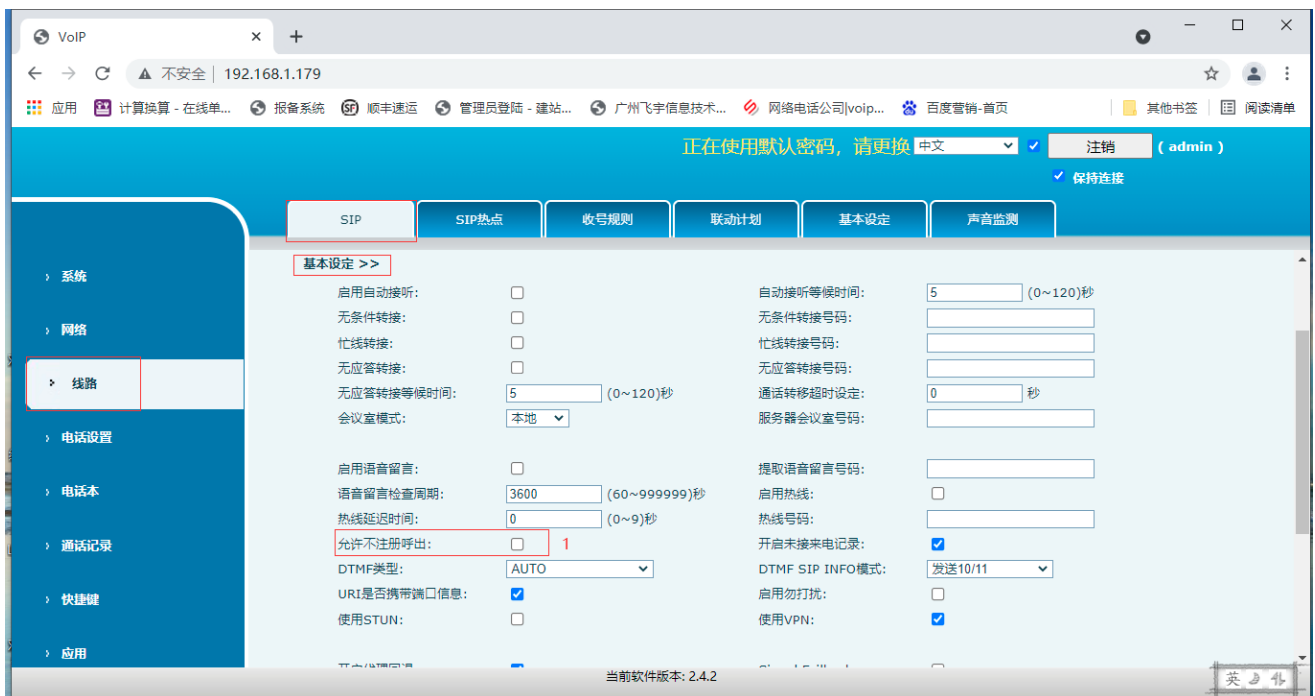 VoIP
不安全 | 192.168.1.179
应用 计算换算 - 在线单... 报备系统 顺丰速运 管理员登陆 - 建站... 广州飞宇信息技术... 网络电话公司|voip... 百度营销-首页 其他书签 阅读清单
正在使用默认密码，请更换 中文 注销 ( admin )
保持连接
SIP SIP热点 收号规则 联动计划 基本设定 声音监测
› 系统
› 网络
› 线路
› 电话设置
› 电话本
› 通话记录
› 快捷键
› 应用
基本设定 >>
启用自动接听: 自动接听等候时间: 5 (0~120)秒
无条件转接: 无条件转接号码:
忙线转接: 忙线转接号码:
无应答转接: 无应答转接号码:
无应答转接等候时间: 5 (0~120)秒 通话转移超时设定: 0 秒
会议室模式: 本地 服务器会议室号码:
启用语音留言: 提取语音留言号码:
语音留言检查周期: 3600 (60~999999)秒 启用热线:
热线延迟时间: 0 (0~9)秒 热线号码:
允许不注册呼出: 1 开启未接来电记录:
DTMF类型: AUTO DTMF SIP INFO模式: 发送10/11
URI是否携带端口信息: 启用勿打扰:
使用STUN: 使用VPN:
当前软件版本: 2.4.2
英